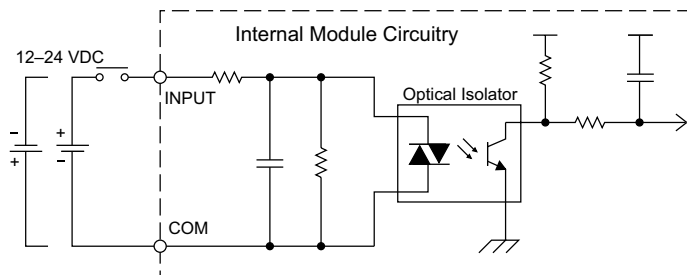 Internal Module Circuitry
12–24 VDC
INPUT
Optical Isolator
–
+
+
–
COM